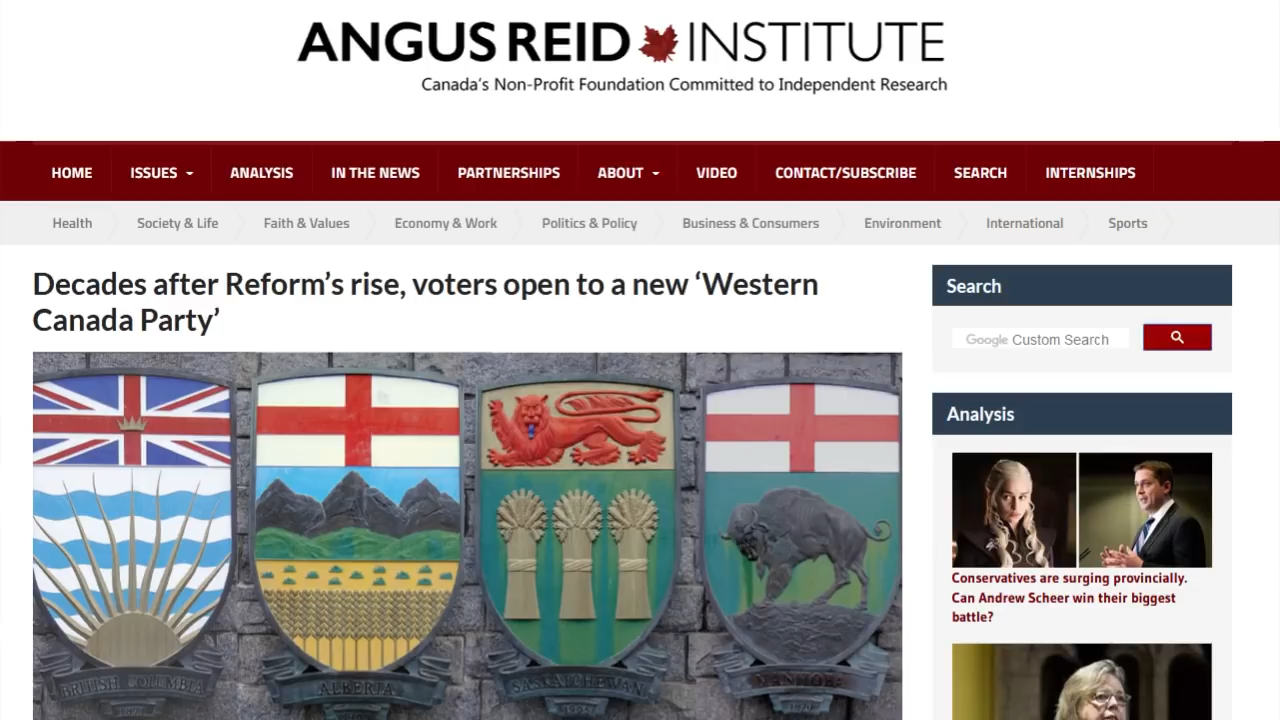 ANGUS REID INSTITUTE
Canada's Non-Profit Foundation Committed to Independent Research
HOME ISSUES ANALYSIS IN THE NEWS PARTNERSHIPS ABOUT VIDEO CONTACT/SUBSCRIBE SEARCH INTERNSHIPS
Health Society & Life Faith & Values Economy & Work Politics & Policy Business & Consumers Environment International Sports
Decades after Reform’s rise, voters open to a new ‘Western
Canada Party’
BRITISH COLUMBIA
ALBERTA
SASKATCHEWAN
MANITOBA
Search
Google Custom Search
Analysis
Conservatives are surging provincially.
Can Andrew Scheer win their biggest
battle?